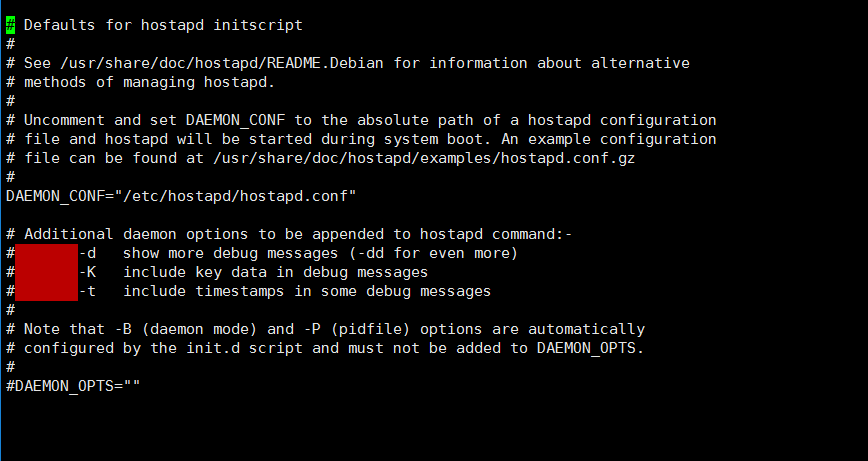 # Defaults for hostapd initscript
#
# See /usr/share/doc/hostapd/README.Debian for information about alternative
# methods of managing hostapd.
#
# Uncomment and set DAEMON_CONF to the absolute path of a hostapd configuration
# file and hostapd will be started during system boot. An example configuration
# file can be found at /usr/share/doc/hostapd/examples/hostapd.conf.gz
#
DAEMON_CONF="/etc/hostapd/hostapd.conf"

# Additional daemon options to be appended to hostapd command:-
#       -d   show more debug messages (-dd for even more)
#       -K   include key data in debug messages
#       -t   include timestamps in some debug messages
#
# Note that -B (daemon mode) and -P (pidfile) options are automatically
# configured by the init.d script and must not be added to DAEMON_OPTS.
#
#DAEMON_OPTS=""